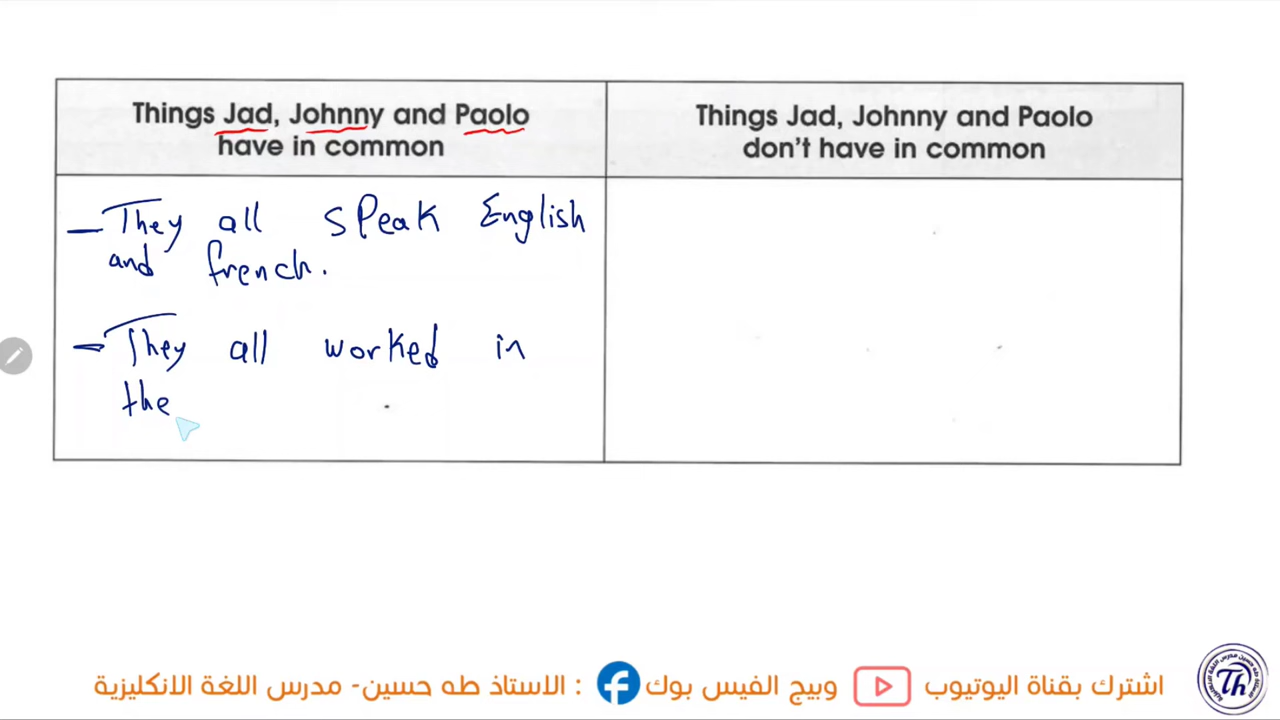 Things Jad, Johnny and Paolo
have in common
Things Jad, Johnny and Paolo
don't have in common
– They all speak English
and french.
– They all worked in
the
اشترك بقناة اليوتيوب وبيج الفيس بوك : الاستاذ طه حسين- مدرس اللغة الانكليزية
Th